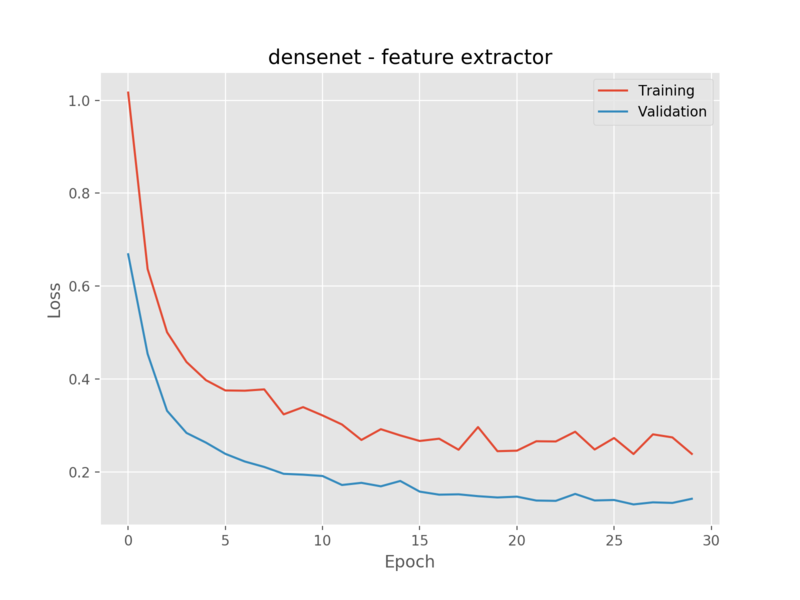 densenet - feature extractor
Training
Validation
1.0
0.8
0.6
0.4
0.2
Loss
0 5 10 15 20 25 30
Epoch